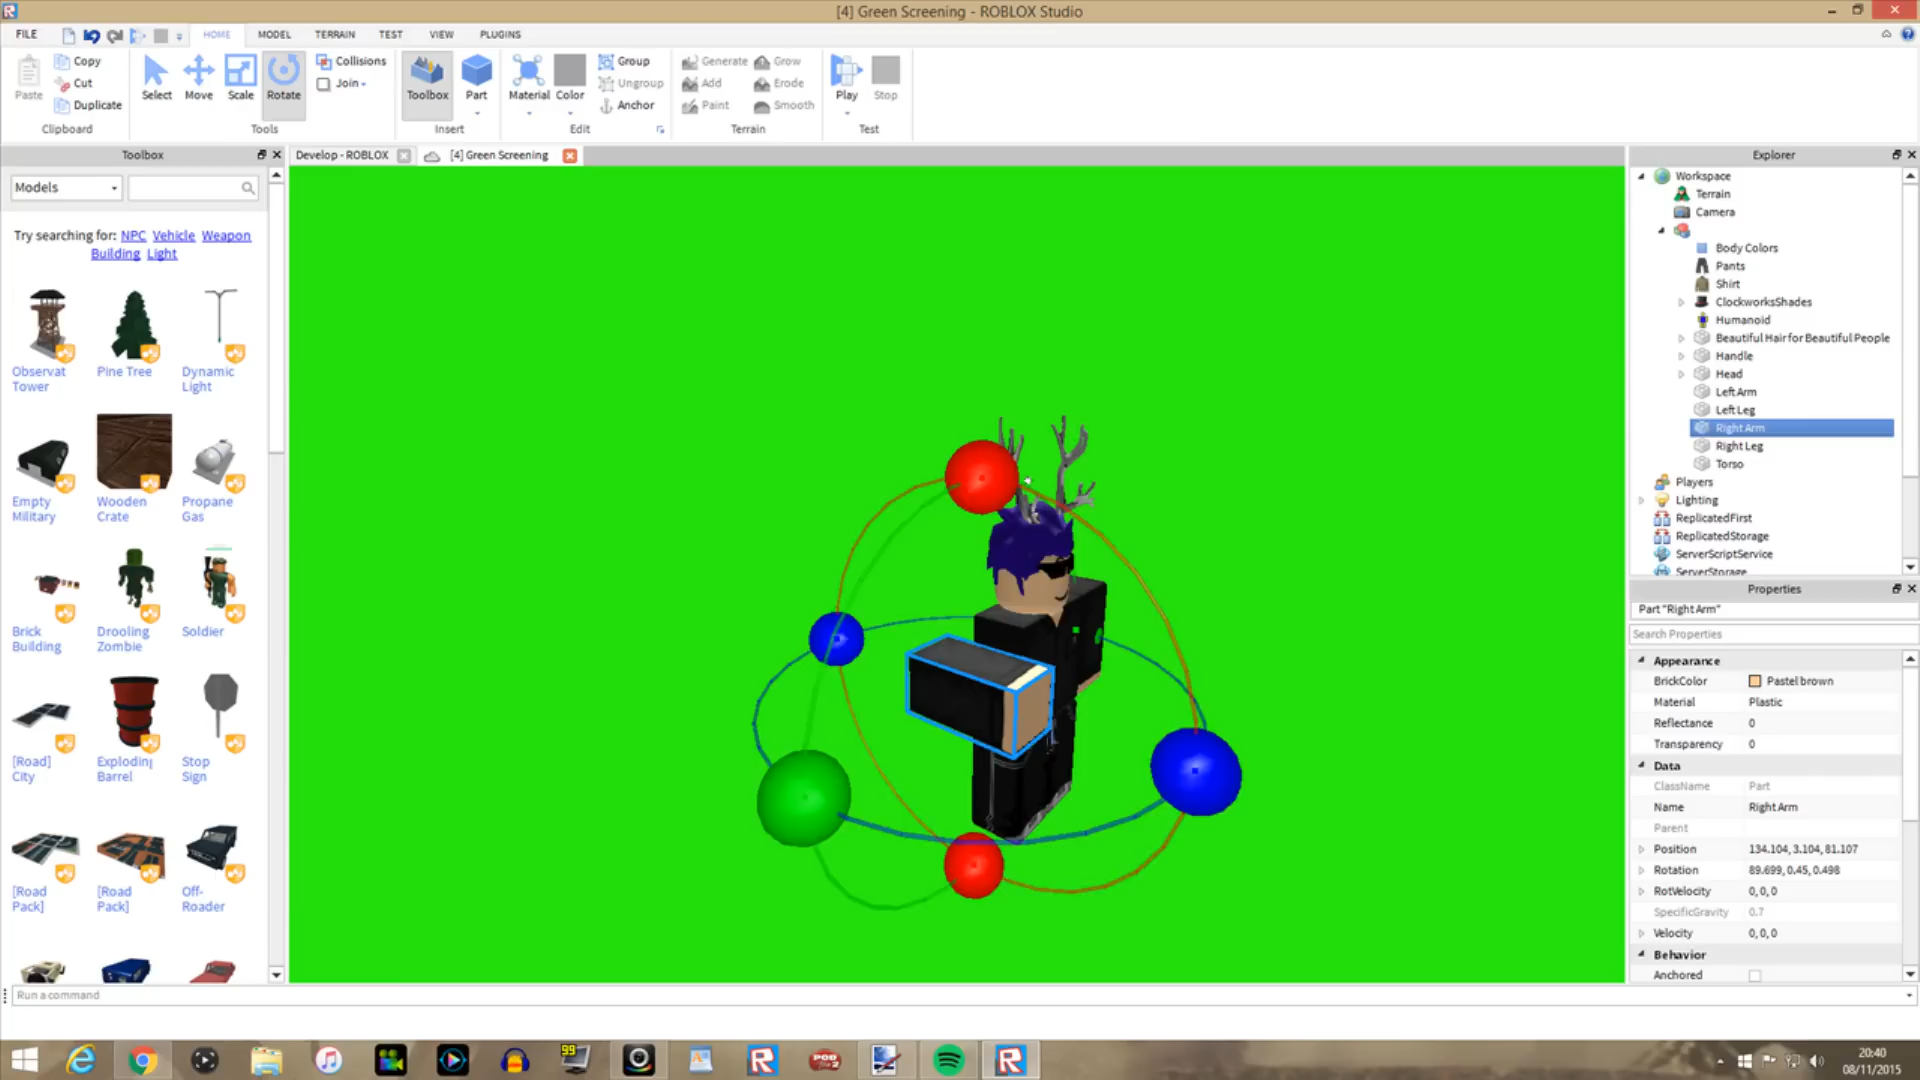 [4] Green Screening - ROBLOX Studio
FILE HOME MODEL TERRAIN TEST VIEW PLUGINS
Paste Copy Cut Duplicate
Clipboard
Select Move Scale Rotate Collisions Join
Tools
Toolbox Part
Insert
Material Color Group Ungroup Anchor
Edit
Generate Grow
Add Erode
Paint Smooth
Terrain
Play Stop
Test
Toolbox
Models
Try searching for: NPC Vehicle Weapon
Building Light
Observat Tower
Pine Tree
Dynamic Light
Empty Military
Wooden Crate
Propane Gas
Brick Building
Drooling Zombie
Soldier
[Road] City
Exploding Barrel
Stop Sign
[Road Pack]
[Road Pack]
Off-Roader
Develop - ROBLOX
[4] Green Screening
Explorer
Workspace
Terrain
Camera
Body Colors
Pants
Shirt
ClockworksShades
Humanoid
Beautiful Hair for Beautiful People
Handle
Head
Left Arm
Left Leg
Right Arm
Right Leg
Torso
Players
Lighting
ReplicatedFirst
ReplicatedStorage
ServerScriptService
ServerStorage
Properties
Part "Right Arm"
Search Properties
Appearance
BrickColor Pastel brown
Material Plastic
Reflectance 0
Transparency 0
Data
ClassName Part
Name Right Arm
Parent
Position 134.104, 3.104, 81.107
Rotation 89.699, 0.45, 0.498
RotVelocity 0, 0, 0
SpecificGravity 0.7
Velocity 0, 0, 0
Behavior
Anchored
Run a command
99
20:40
08/11/2015